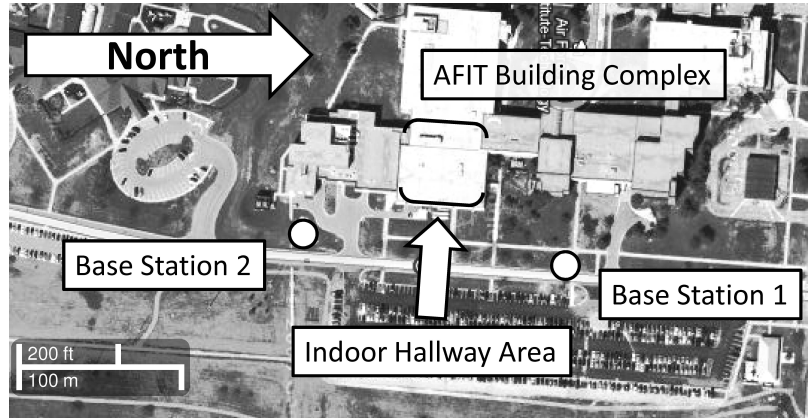 North
AFIT Building Complex
Base Station 2
Base Station 1
Indoor Hallway Area
200 ft
100 m